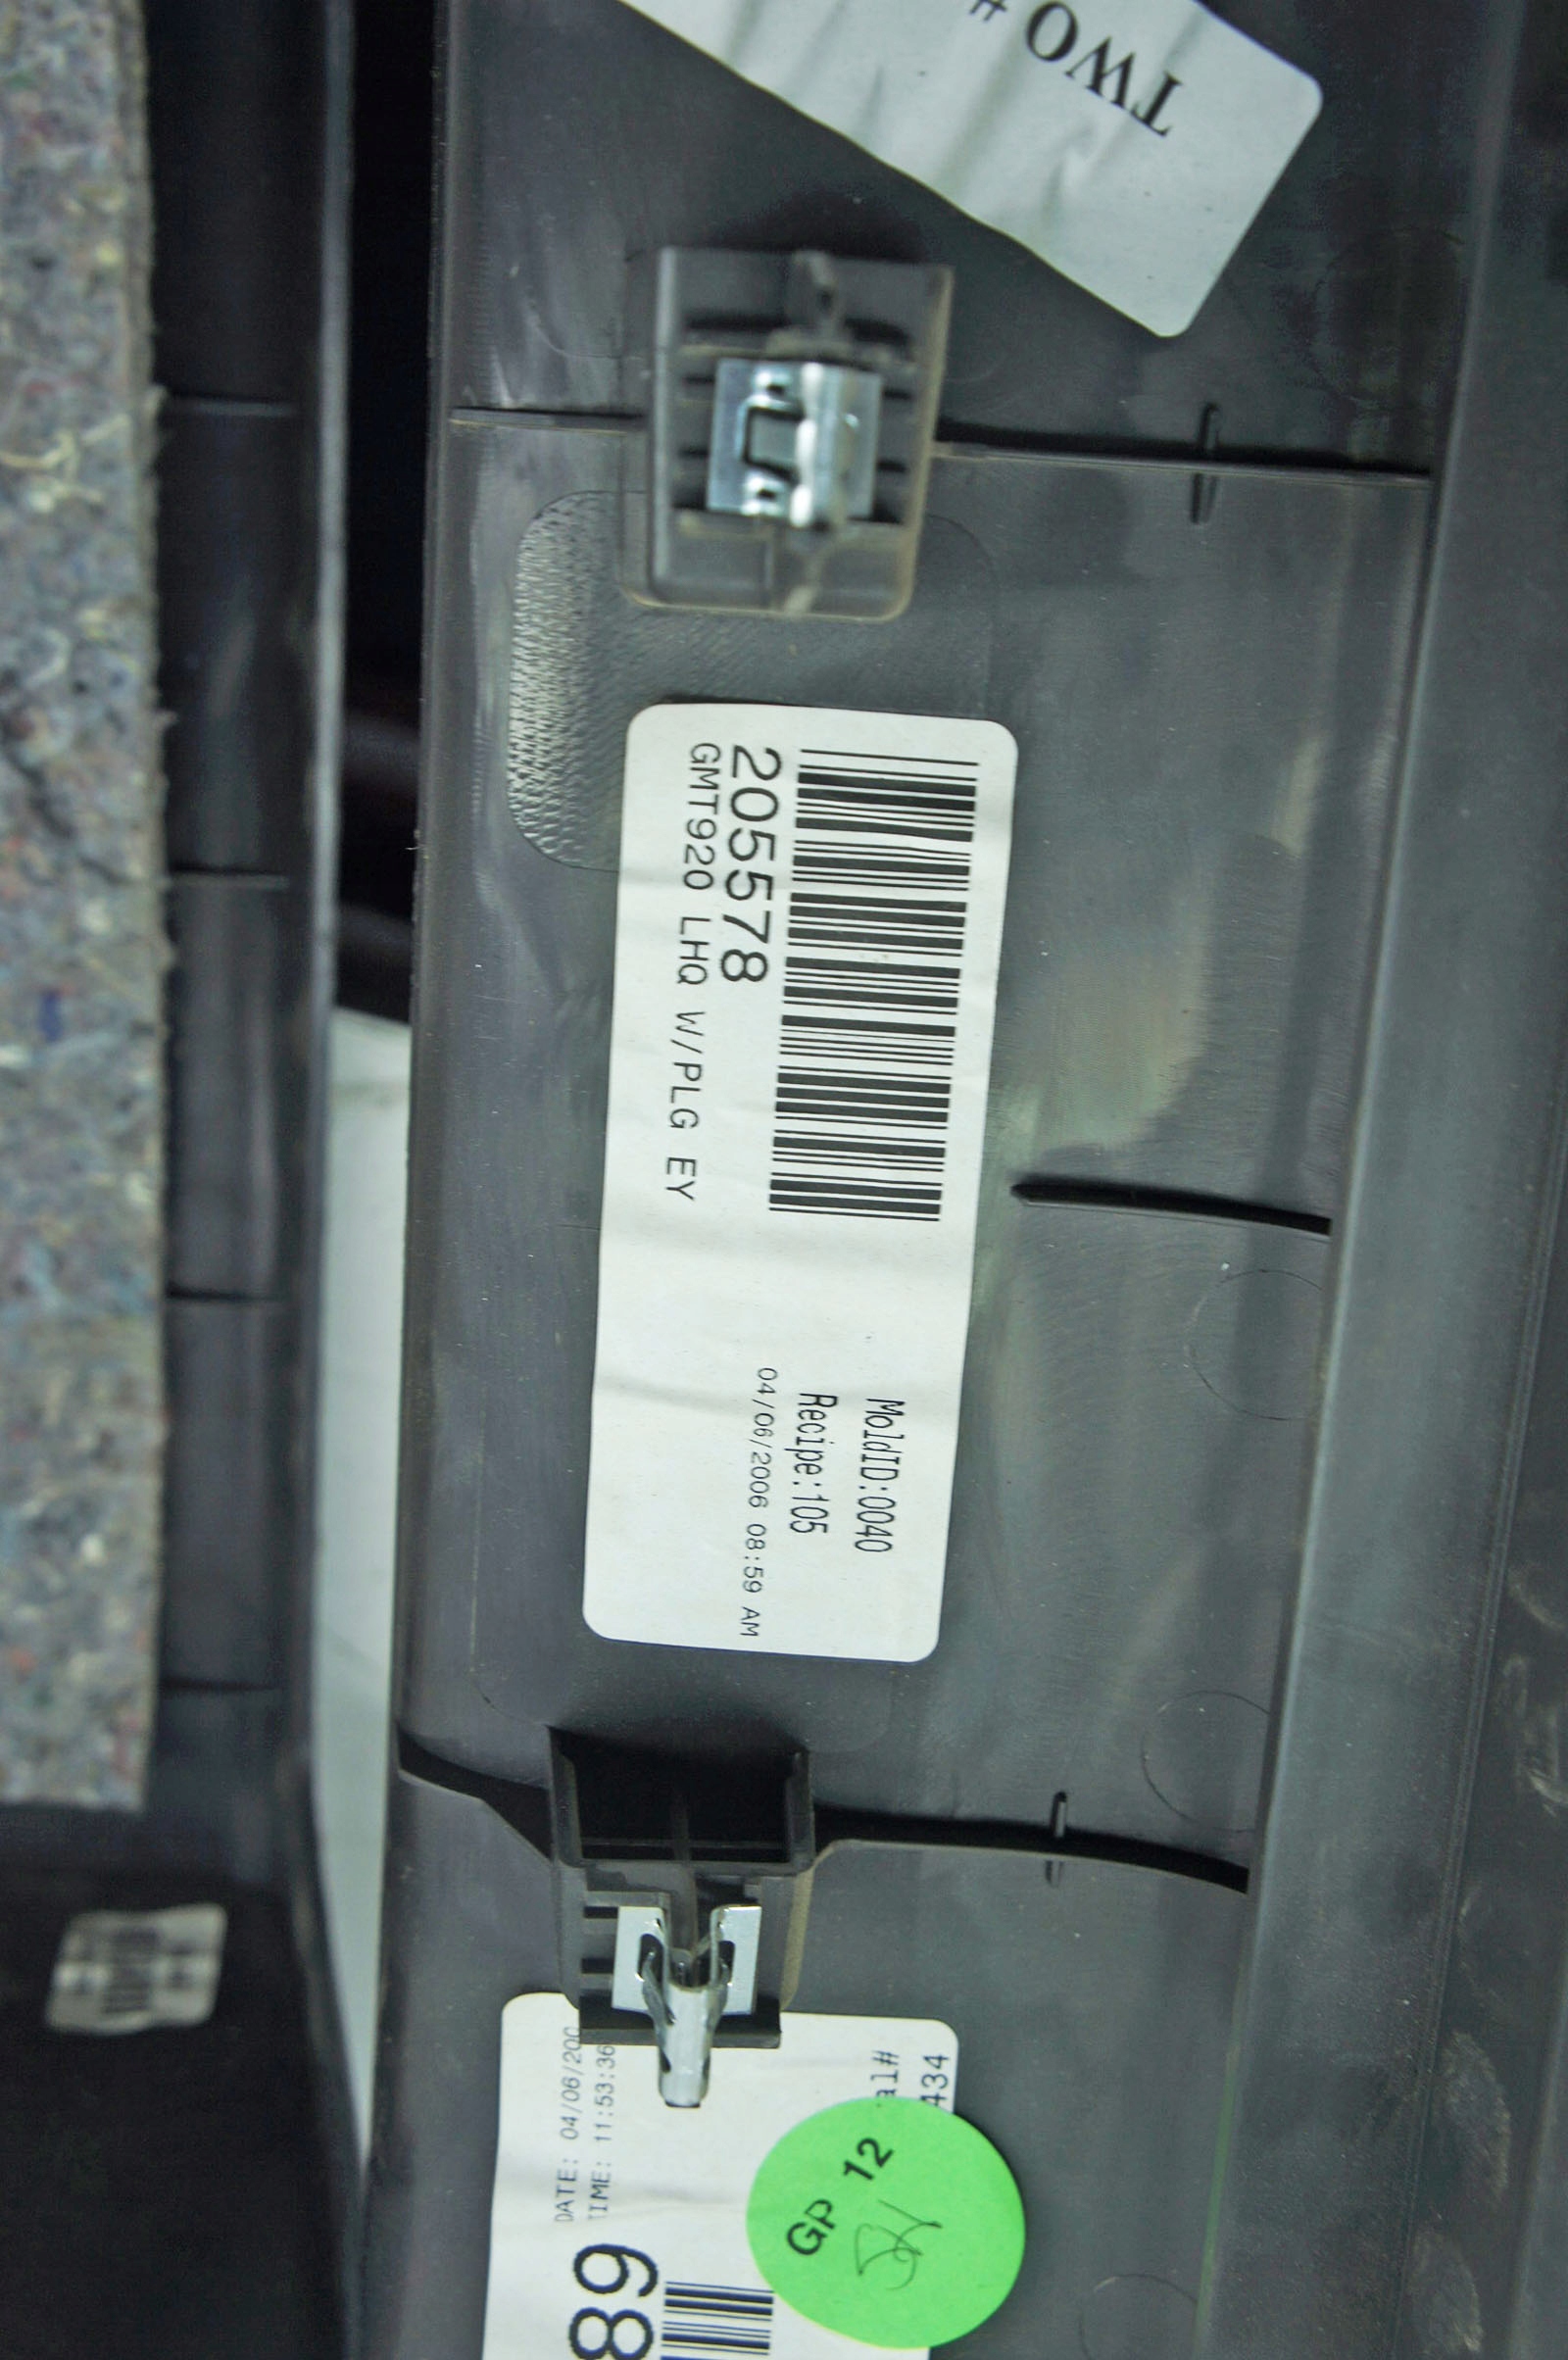 TWO #
205578
GMT920 LHQ W/PLG EY
MoldID:0040
Recipe:105
04/06/2006 08:59 AM
DATE: 04/06/200
TIME: 11:53:36
al#
434
89
GP 12